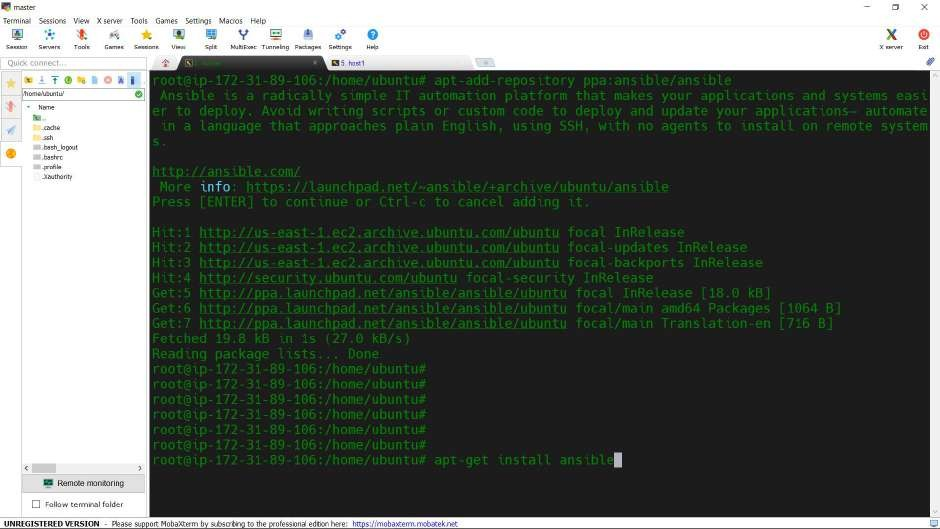 master
Terminal Sessions View X server Tools Games Settings Macros Help
Session Servers Tools Games Sessions View Split MultiExec Tunneling Packages Settings Help X server Exit
Quick connect...
5. host1
/home/ubuntu/
Name
..
.cache
.ssh
.bash_logout
.bashrc
.profile
.Xauthority
root@ip-172-31-89-106:/home/ubuntu# apt-add-repository ppa:ansible/ansible
Ansible is a radically simple IT automation platform that makes your applications and systems easi
er to deploy. Avoid writing scripts or custom code to deploy and update your applications— automate
in a language that approaches plain English, using SSH, with no agents to install on remote system
s.
http://ansible.com/
More info: https://launchpad.net/~ansible/+archive/ubuntu/ansible
Press [ENTER] to continue or Ctrl-c to cancel adding it.
Hit:1 http://us-east-1.ec2.archive.ubuntu.com/ubuntu focal InRelease
Hit:2 http://us-east-1.ec2.archive.ubuntu.com/ubuntu focal-updates InRelease
Hit:3 http://us-east-1.ec2.archive.ubuntu.com/ubuntu focal-backports InRelease
Hit:4 http://security.ubuntu.com/ubuntu focal-security InRelease
Get:5 http://ppa.launchpad.net/ansible/ansible/ubuntu focal InRelease [18.0 kB]
Get:6 http://ppa.launchpad.net/ansible/ansible/ubuntu focal/main amd64 Packages [1064 B]
Get:7 http://ppa.launchpad.net/ansible/ansible/ubuntu focal/main Translation-en [716 B]
Fetched 19.8 kB in 1s (27.0 kB/s)
Reading package lists... Done
root@ip-172-31-89-106:/home/ubuntu#
root@ip-172-31-89-106:/home/ubuntu#
root@ip-172-31-89-106:/home/ubuntu#
root@ip-172-31-89-106:/home/ubuntu#
root@ip-172-31-89-106:/home/ubuntu#
root@ip-172-31-89-106:/home/ubuntu#
root@ip-172-31-89-106:/home/ubuntu# apt-get install ansible
Remote monitoring
Follow terminal folder
UNREGISTERED VERSION - Please support MobaXterm by subscribing to the professional edition here: https://mobaxterm.mobatek.net